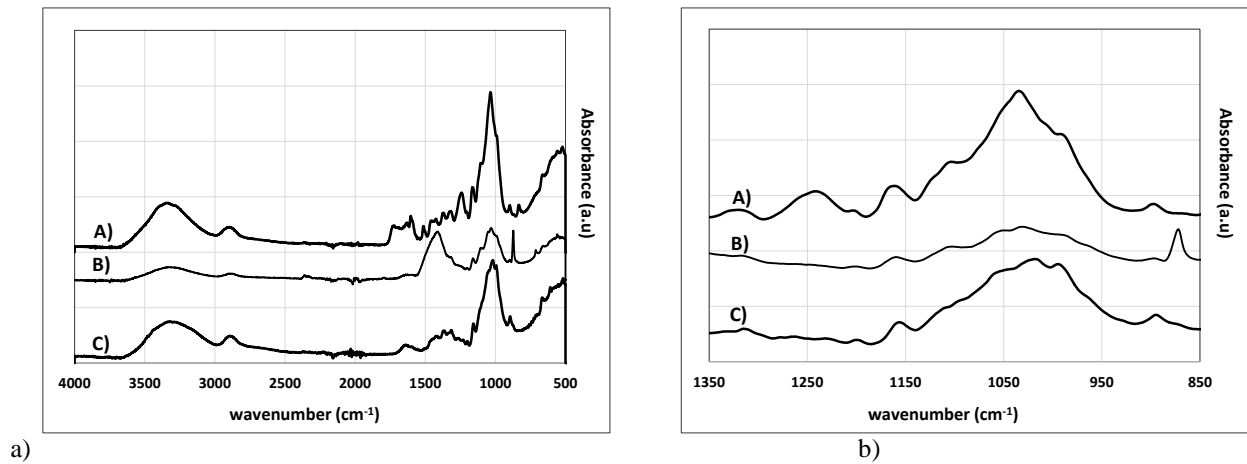 A)
B)
C)
Absorbance (a.u)
4000 3500 3000 2500 2000 1500 1000 500
wavenumber (cm⁻¹)
a)
A)
B)
C)
Absorbance (a.u)
1350 1250 1150 1050 950 850
wavenumber (cm⁻¹)
b)